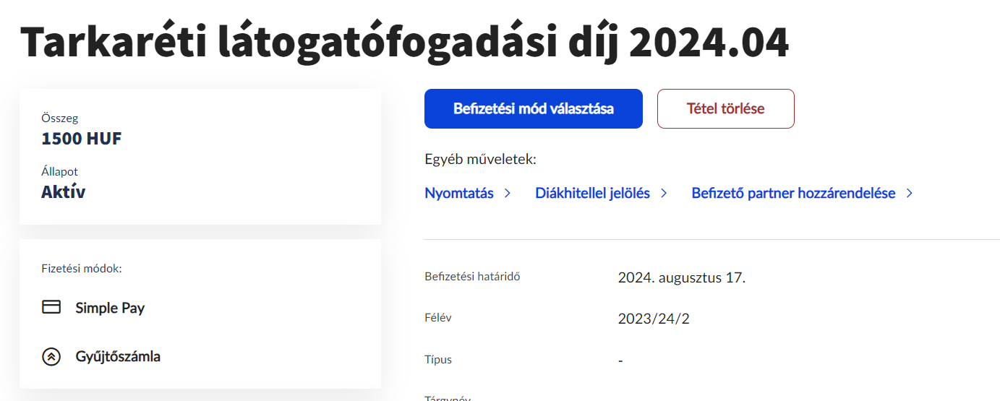 Tarkaréti látogatófogadási díj 2024.04
Összeg
1500 HUF
Állapot
Aktív
Fizetési módok:
Simple Pay
Gyűjtőszámla
Befizetési mód választása
Tétel törlése
Egyéb műveletek:
Nyomtatás
Diákhitellel jelölés
Befizető partner hozzárendelése
Befizetési határidő 2024. augusztus 17.
Félév 2023/24/2
Típus -
Tárgynév